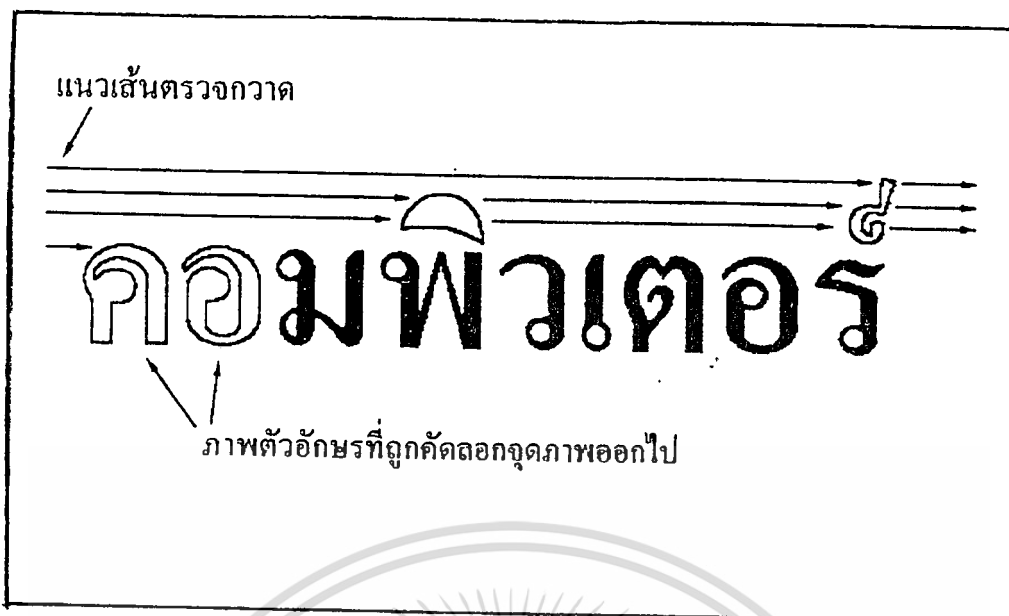 แนวเส้นตรวจกวาด
คอมพิวเตอร์
ภาพตัวอักษรที่ถูกคัดลอกจุดภาพออกไป